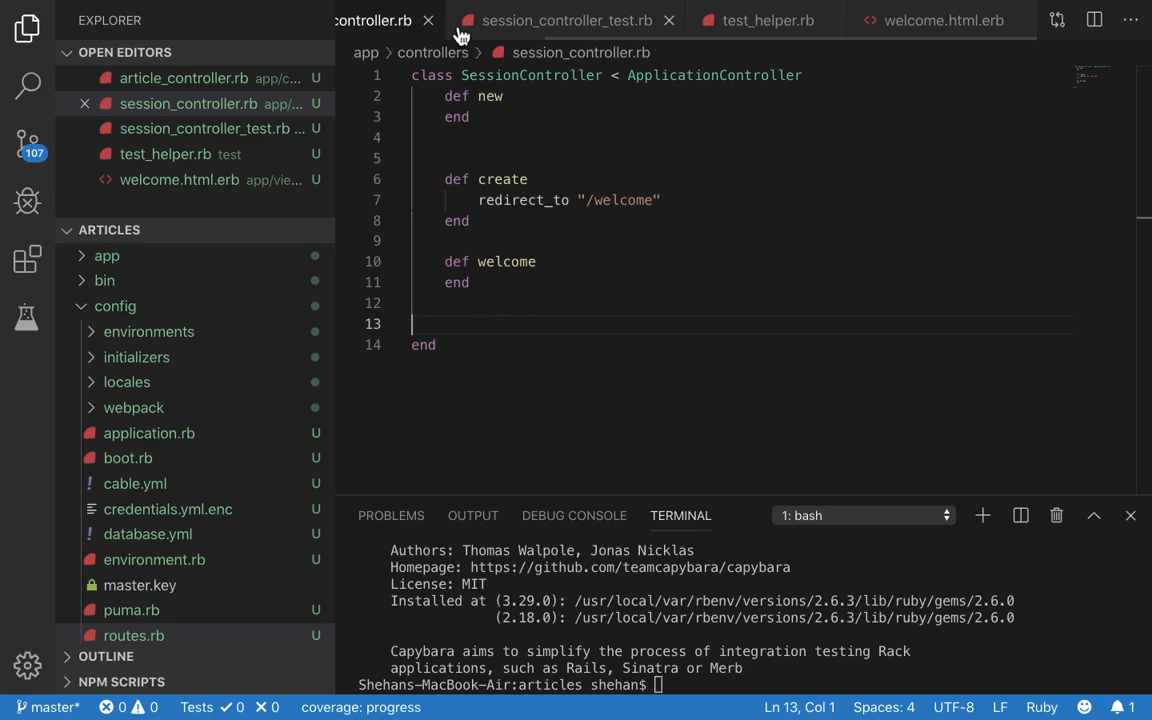 EXPLORER
OPEN EDITORS
article_controller.rb app/c... U
session_controller.rb app/... U
session_controller_test.rb ... U
test_helper.rb test U
welcome.html.erb app/vie... U
ARTICLES
app
bin
config
environments
initializers
locales
webpack
application.rb U
boot.rb U
cable.yml U
credentials.yml.enc U
database.yml U
environment.rb U
master.key
puma.rb U
routes.rb U
OUTLINE
NPM SCRIPTS
107
controller.rb
session_controller_test.rb
test_helper.rb
welcome.html.erb
app > controllers > session_controller.rb
1 class SessionController < ApplicationController
2 def new
3 end
4
5
6 def create
7 redirect_to "/welcome"
8 end
9
10 def welcome
11 end
12
13
14 end
PROBLEMS OUTPUT DEBUG CONSOLE TERMINAL 1: bash
Authors: Thomas Walpole, Jonas Nicklas
Homepage: https://github.com/teamcapybara/capybara
License: MIT
Installed at (3.29.0): /usr/local/var/rbenv/versions/2.6.3/lib/ruby/gems/2.6.0
(2.18.0): /usr/local/var/rbenv/versions/2.6.3/lib/ruby/gems/2.6.0
Capybara aims to simplify the process of integration testing Rack
applications, such as Rails, Sinatra or Merb
Shehans-MacBook-Air:articles shehan$
master* 0 0 Tests 0 0 coverage: progress Ln 13, Col 1 Spaces: 4 UTF-8 LF Ruby 1